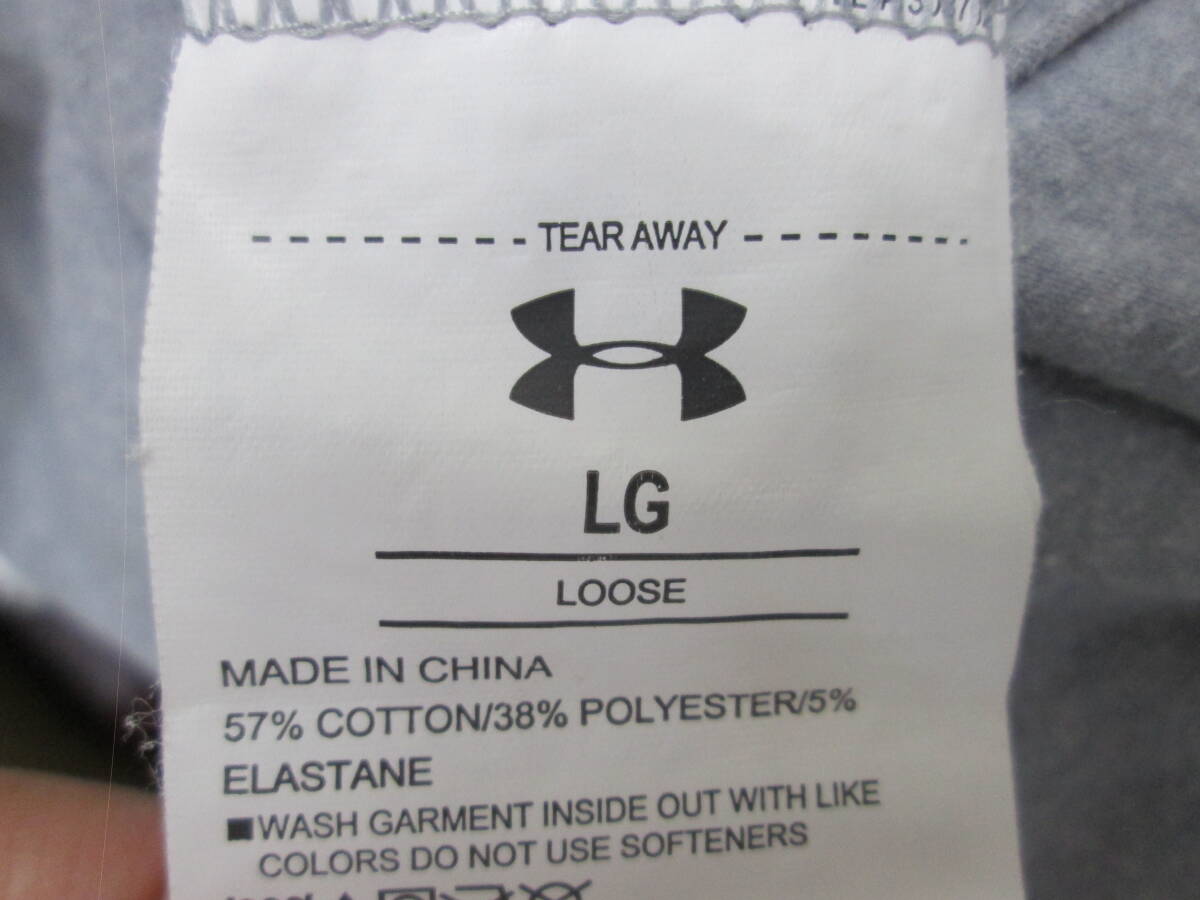 TEAR AWAY
LG
LOOSE
MADE IN CHINA
57% COTTON/38% POLYESTER/5%
ELASTANE
■WASH GARMENT INSIDE OUT WITH LIKE
COLORS DO NOT USE SOFTENERS